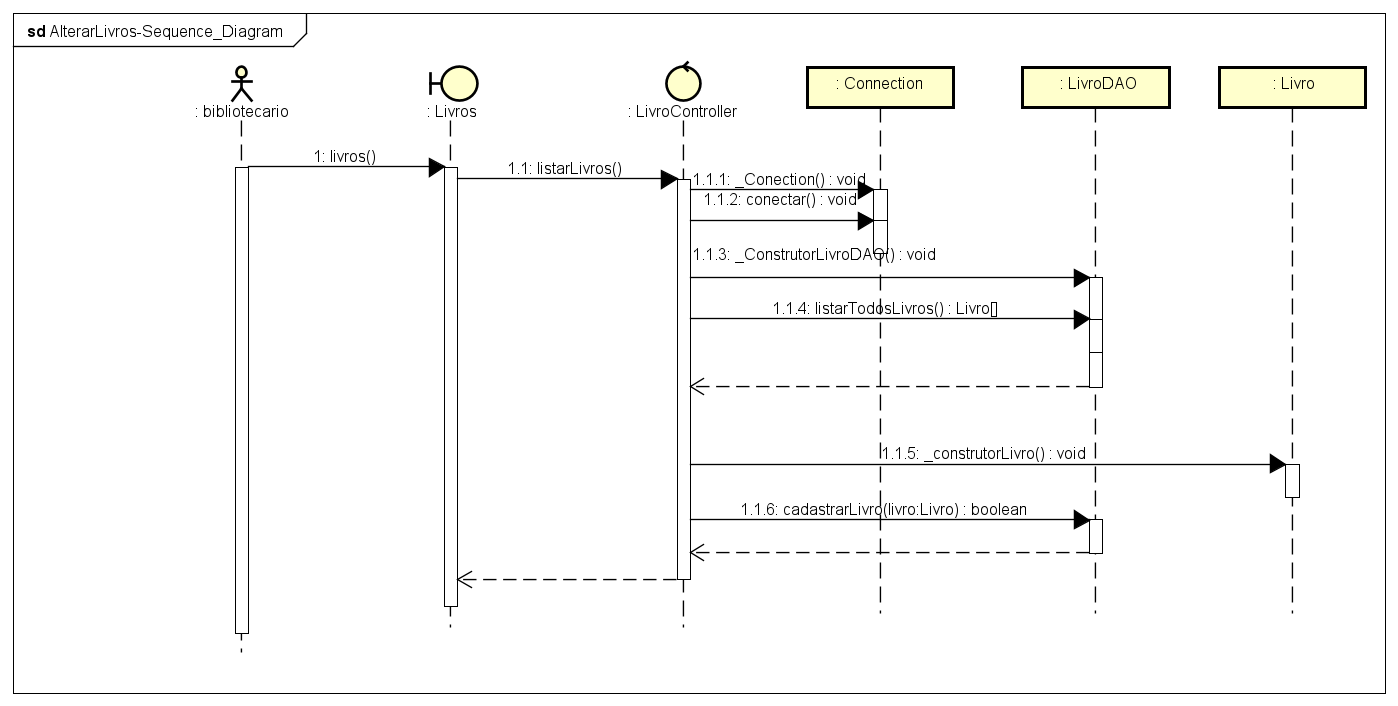 sd AlterarLivros-Sequence_Diagram
: bibliotecario
: Livros
: LivroController
: Connection
: LivroDAO
: Livro
1: livros()
1.1: listarLivros()
1.1.1: _Conection() : void
1.1.2: conectar() : void
1.1.3: _ConstrutorLivroDAO() : void
1.1.4: listarTodosLivros() : Livro[]
1.1.5: _construtorLivro() : void
1.1.6: cadastrarLivro(livro:Livro) : boolean